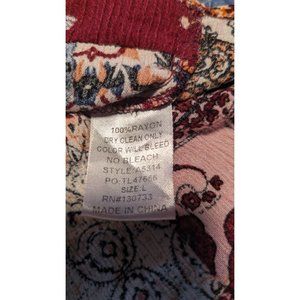 100%RAYON
DRY CLEAN ONLY
COLOR WILL BLEED
NO BLEACH
STYLE:A5314
PO-TL47666
SIZE:L
RN#130733
MADE IN CHINA